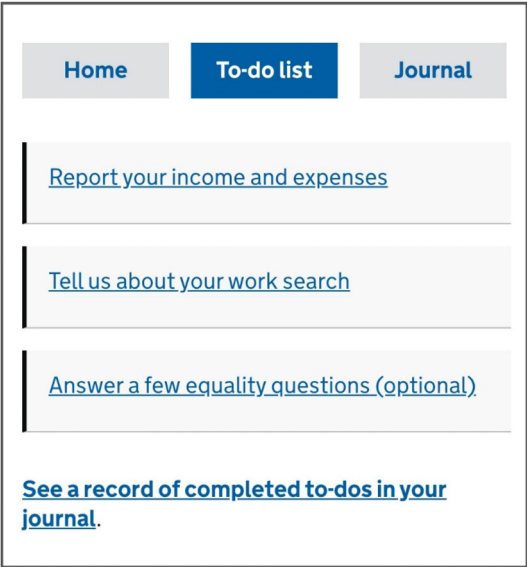 Home
To-do list
Journal
Report your income and expenses
Tell us about your work search
Answer a few equality questions (optional)
See a record of completed to-dos in your
journal.